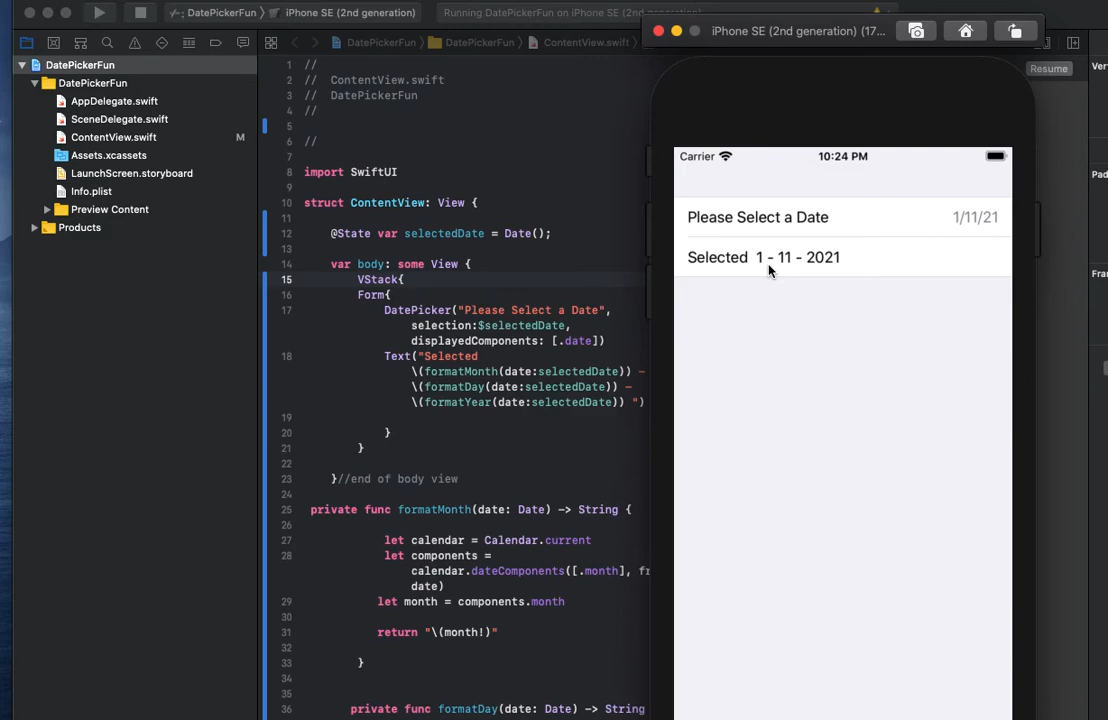 DatePickerFun 〉 iPhone SE (2nd generation)
Running DatePickerFun on iPhone SE (2nd generation)
iPhone SE (2nd generation) (17...
DatePickerFun 〉 DatePickerFun 〉 ContentView.swift 〉
Resume
Ver
Pad
Fra
DatePickerFun
DatePickerFun
AppDelegate.swift
SceneDelegate.swift
ContentView.swift M
Assets.xcassets
LaunchScreen.storyboard
Info.plist
Preview Content
Products
1 //
2 // ContentView.swift
3 // DatePickerFun
4 //
5
6 //
7
8 import SwiftUI
9
10 struct ContentView: View {
11
12 @State var selectedDate = Date();
13
14 var body: some View {
15 VStack{
16 Form{
17 DatePicker("Please Select a Date",
selection:$selectedDate,
displayedComponents: [.date])
18 Text("Selected
\(formatMonth(date:selectedDate)) -
\(formatDay(date:selectedDate)) -
\(formatYear(date:selectedDate)) ")
19
20 }
21 }
22
23 }//end of body view
24
25 private func formatMonth(date: Date) -> String {
26
27 let calendar = Calendar.current
28 let components =
calendar.dateComponents([.month], fr
date)
29 let month = components.month
30
31 return "\(month!)"
32
33 }
34
35
36 private func formatDay(date: Date) -> String
Carrier 10:24 PM
Please Select a Date 1/11/21
Selected 1 - 11 - 2021